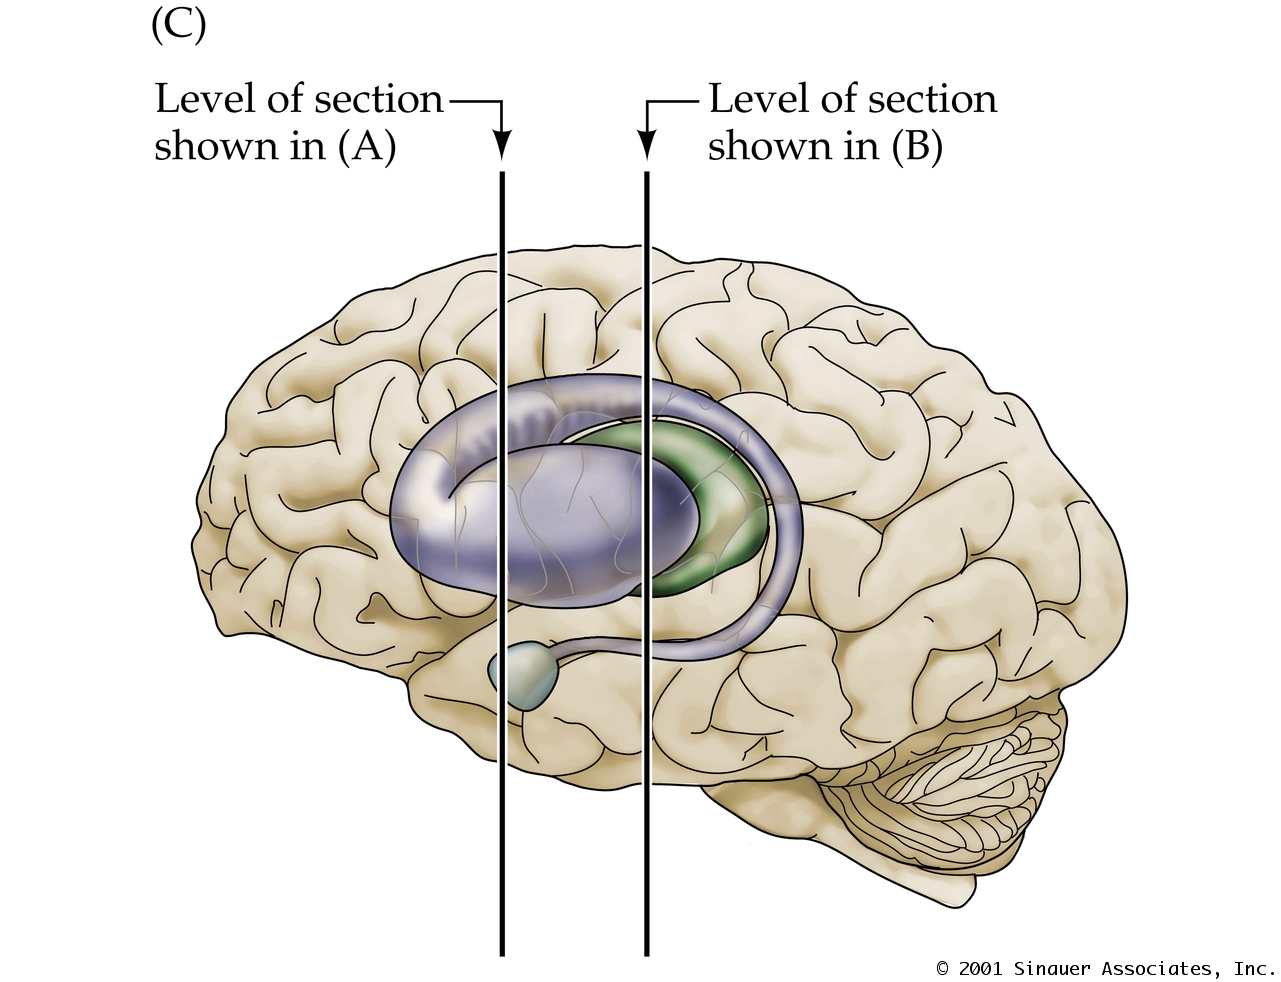 (C)
Level of section
shown in (A)
Level of section
shown in (B)
© 2001 Sinauer Associates, Inc.